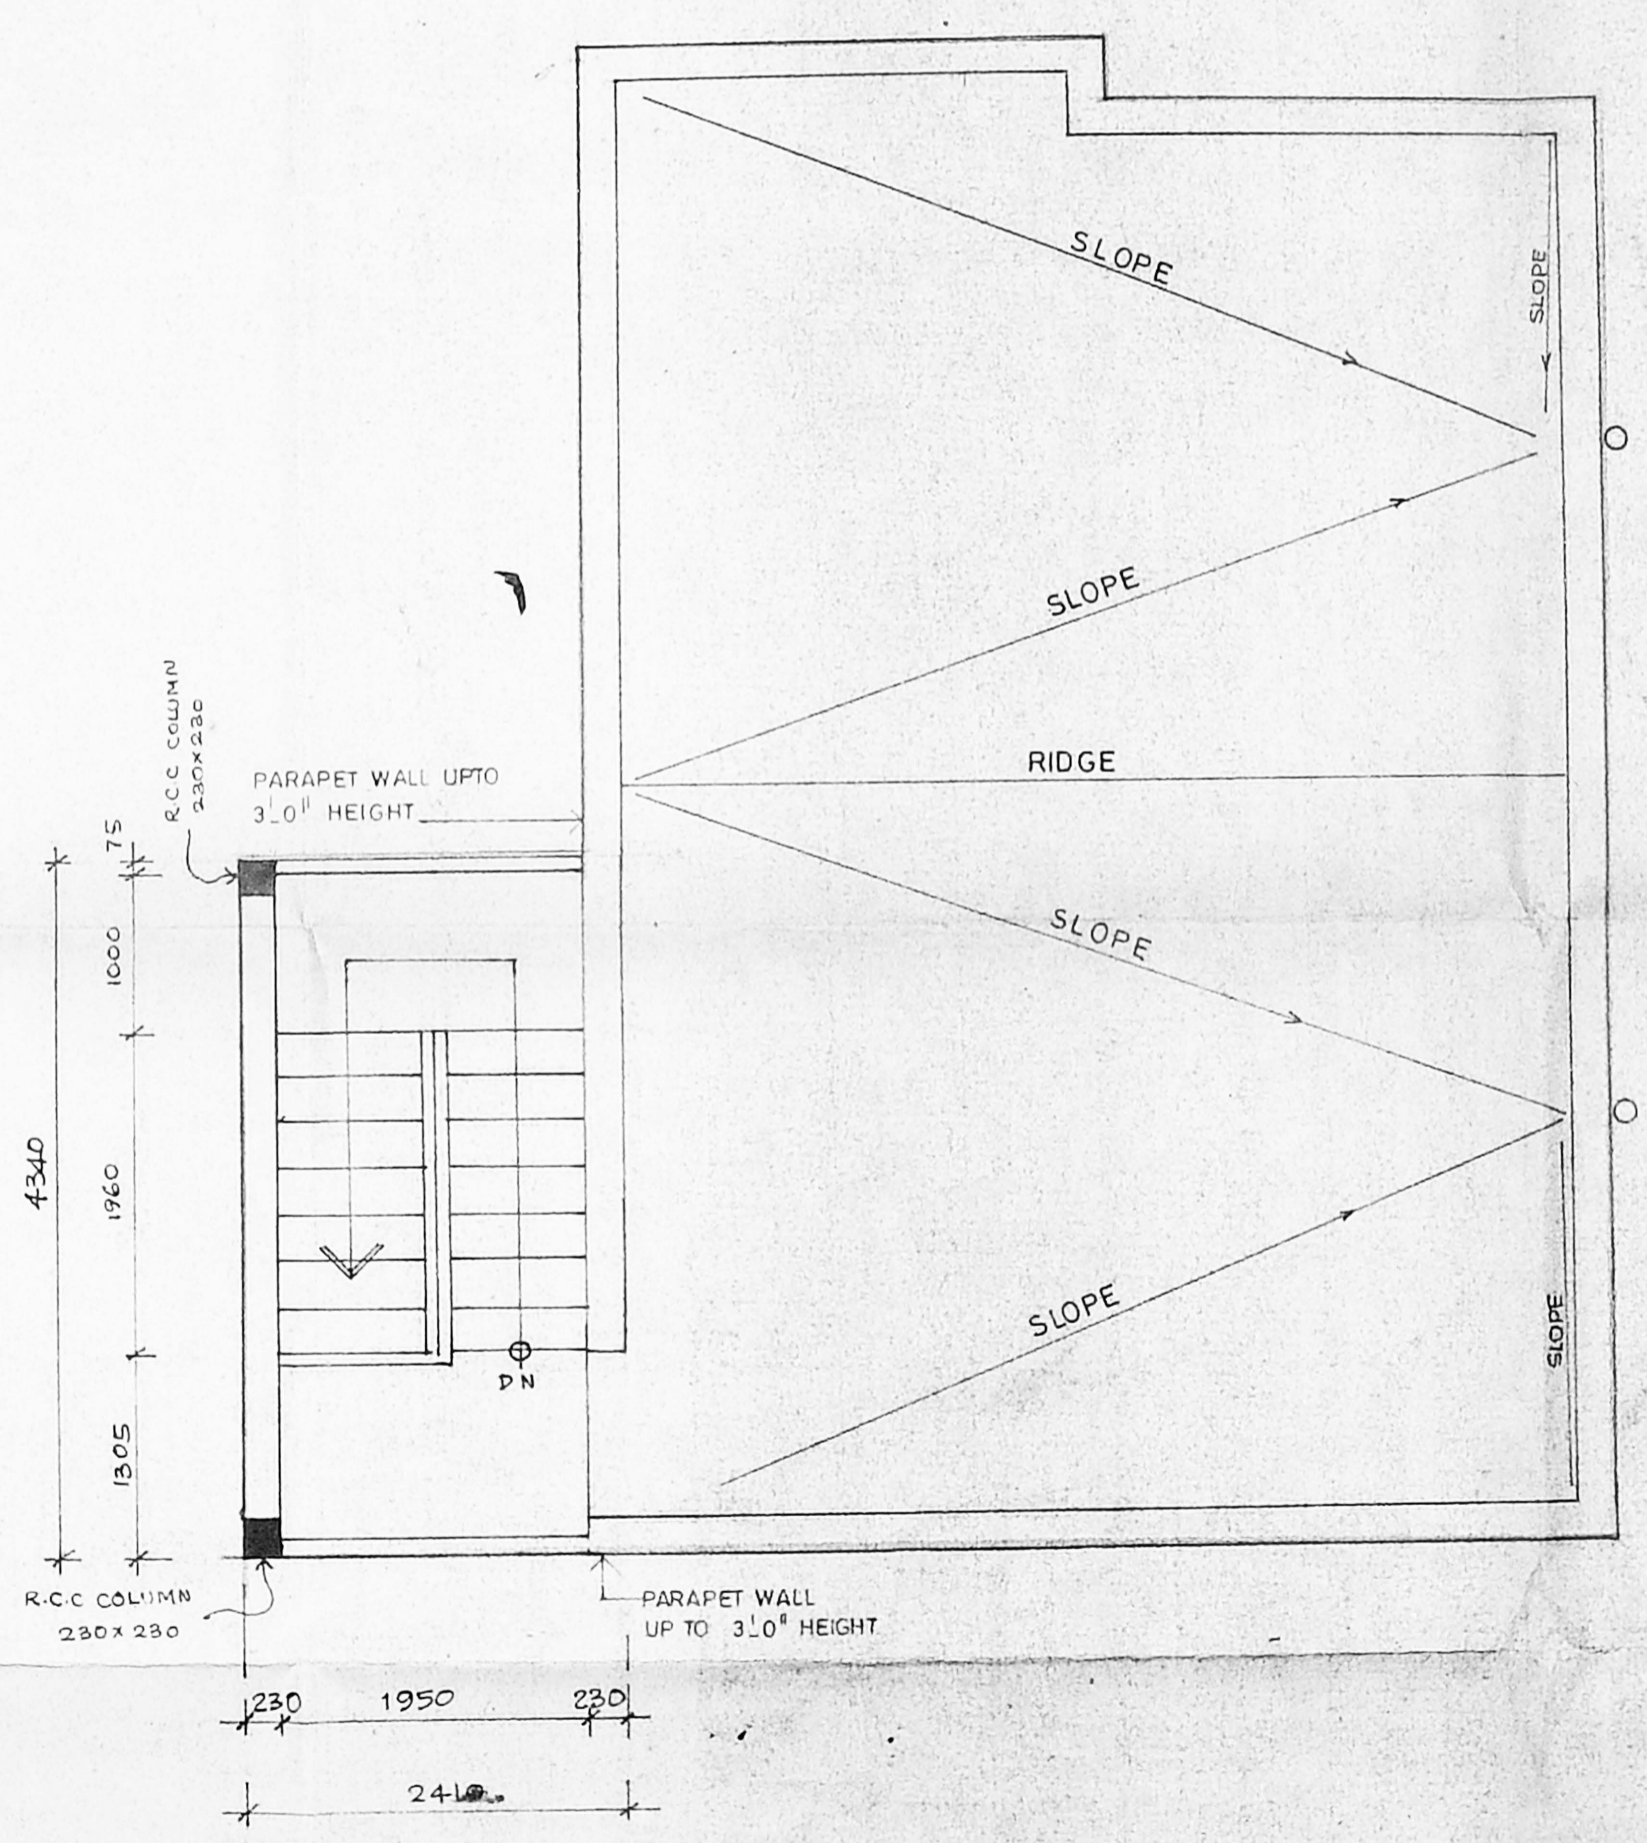 SLOPE
SLOPE
SLOPE
R.C.C COLUMN
230X230
PARAPET WALL UPTO
3'-0" HEIGHT
RIDGE
75
1000
SLOPE
4340
1960
SLOPE
SLOPE
DN
1305
R.C.C COLUMN
230X230
PARAPET WALL
UP TO 3'-0" HEIGHT
230 1950 230